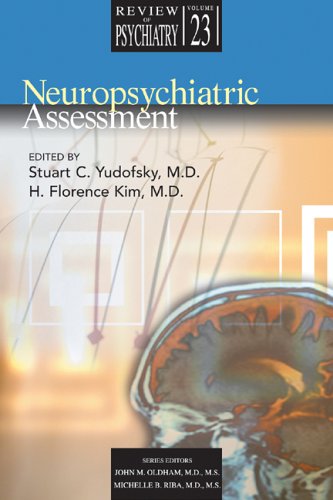 REVIEW
OF
PSYCHIATRY
VOLUME
23
Neuropsychiatric
Assessment
EDITED BY
Stuart C. Yudofsky, M.D.
H. Florence Kim, M.D.
SERIES EDITORS
JOHN M. OLDHAM, M.D., M.S.
MICHELLE B. RIBA, M.D., M.S.